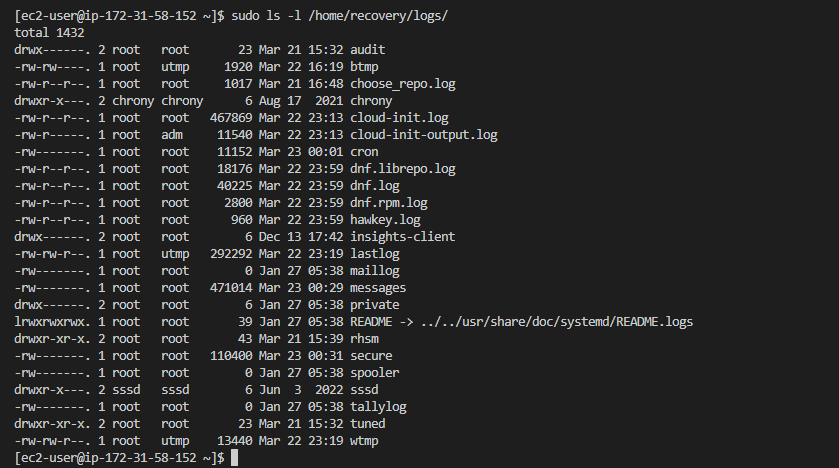 [ec2-user@ip-172-31-58-152 ~]$ sudo ls -l /home/recovery/logs/
total 1432
drwx------. 2 root   root       23 Mar 21 15:32 audit
-rw-rw----. 1 root   utmp     1920 Mar 22 16:19 btmp
-rw-r--r--. 1 root   root     1017 Mar 21 16:48 choose_repo.log
drwxr-x---. 2 chrony chrony      6 Aug 17  2021 chrony
-rw-r--r--. 1 root   root   467869 Mar 22 23:13 cloud-init.log
-rw-r-----. 1 root   adm     11540 Mar 22 23:13 cloud-init-output.log
-rw-------. 1 root   root    11152 Mar 23 00:01 cron
-rw-r--r--. 1 root   root    18176 Mar 22 23:59 dnf.librepo.log
-rw-r--r--. 1 root   root    40225 Mar 22 23:59 dnf.log
-rw-r--r--. 1 root   root     2800 Mar 22 23:59 dnf.rpm.log
-rw-r--r--. 1 root   root      960 Mar 22 23:59 hawkey.log
drwx------. 2 root   root        6 Dec 13 17:42 insights-client
-rw-rw-r--. 1 root   utmp   292292 Mar 22 23:19 lastlog
-rw-------. 1 root   root        0 Jan 27 05:38 maillog
-rw-------. 1 root   root   471014 Mar 23 00:29 messages
drwx------. 2 root   root        6 Jan 27 05:38 private
lrwxrwxrwx. 1 root   root       39 Jan 27 05:38 README -> ../../usr/share/doc/systemd/README.logs
drwxr-xr-x. 2 root   root       43 Mar 21 15:39 rhsm
-rw-------. 1 root   root   110400 Mar 23 00:31 secure
-rw-------. 1 root   root        0 Jan 27 05:38 spooler
drwxr-x---. 2 sssd   sssd        6 Jun  3  2022 sssd
-rw-------. 1 root   root        0 Jan 27 05:38 tallylog
drwxr-xr-x. 2 root   root       23 Mar 21 15:32 tuned
-rw-rw-r--. 1 root   utmp    13440 Mar 22 23:19 wtmp
[ec2-user@ip-172-31-58-152 ~]$